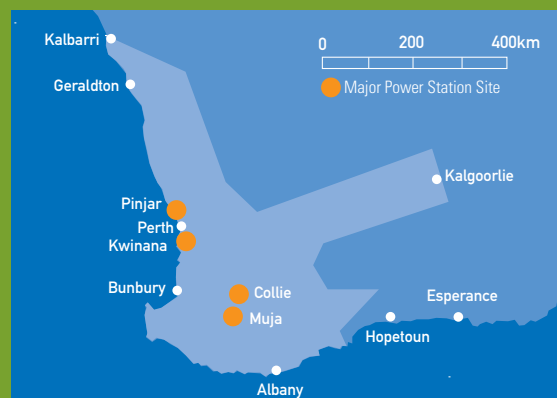 Kalbarri
0 200 400km
Major Power Station Site
Geraldton
Kalgoorlie
Pinjar
Perth
Kwinana
Bunbury
Collie
Esperance
Muja
Hopetoun
Albany